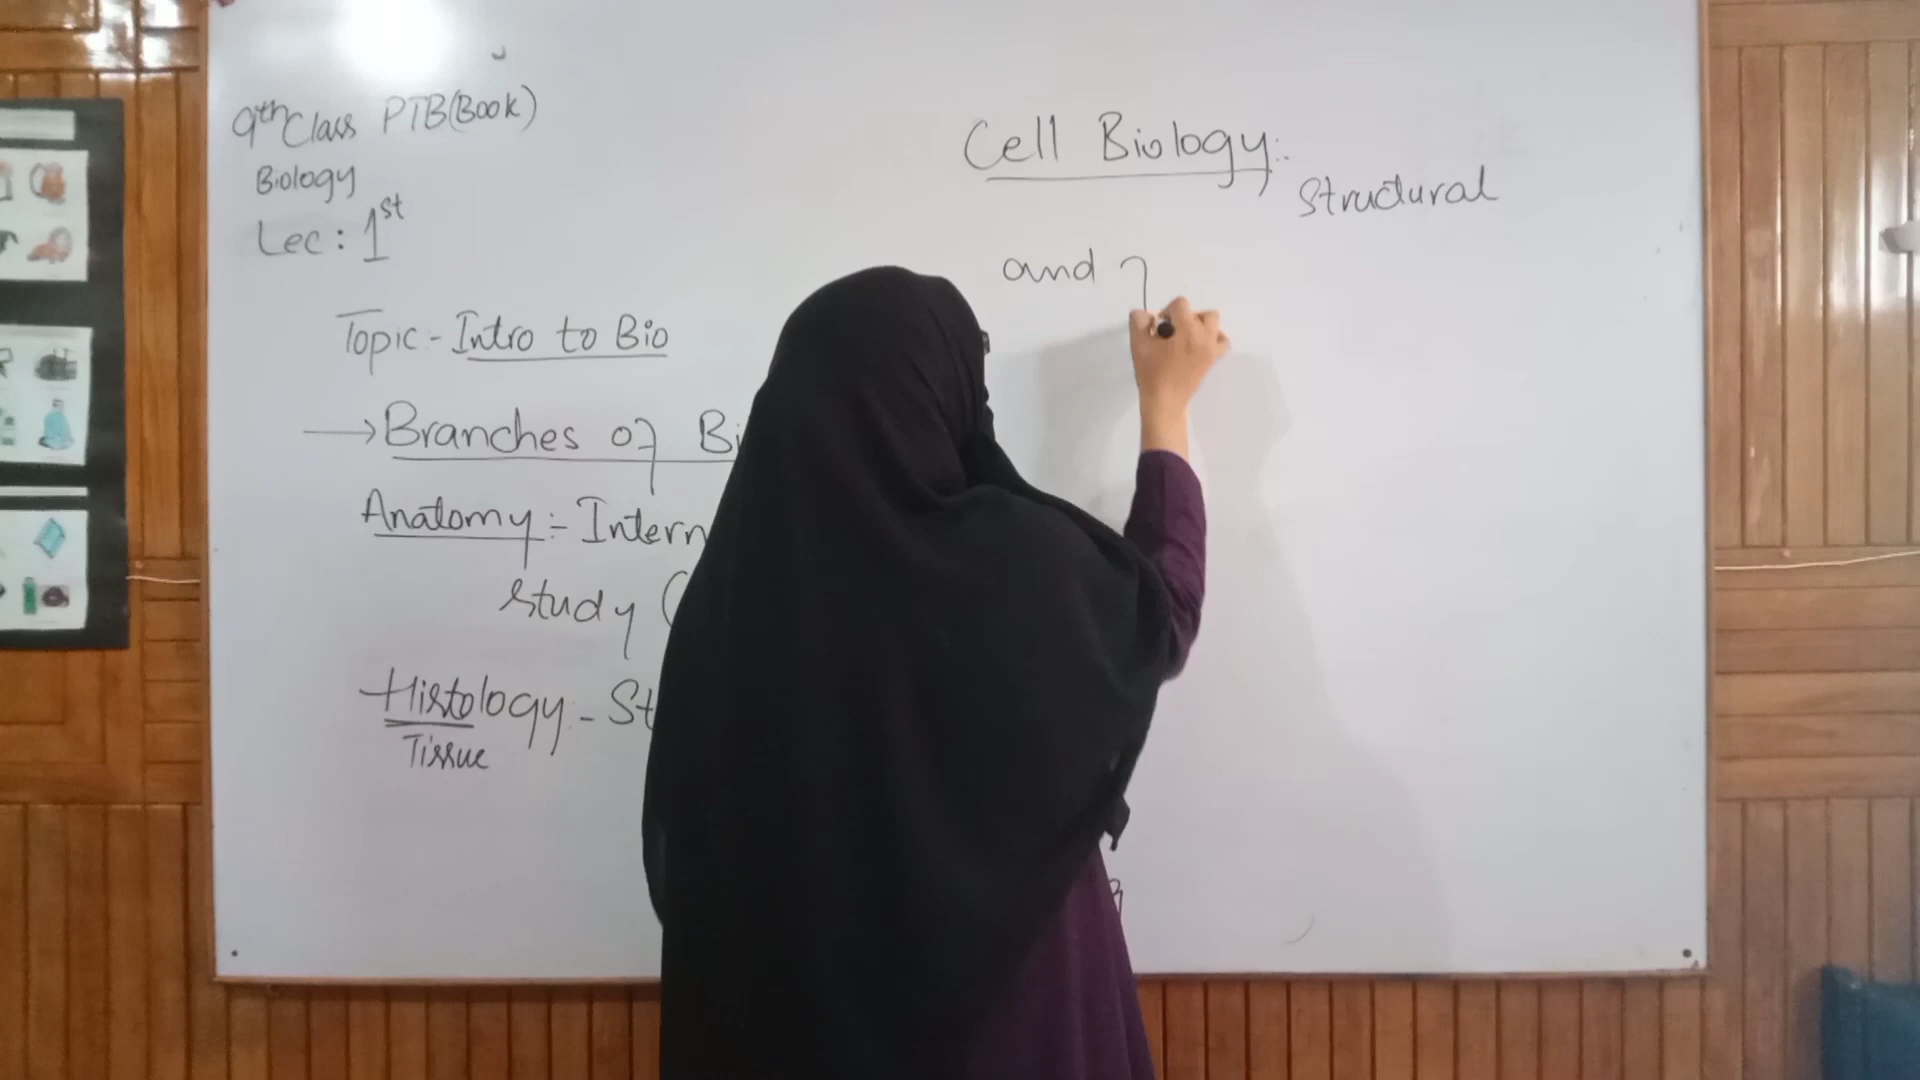 9th Class PTB(Book)
Biology
Lec: 1st
Topic:- Intro to Bio
→Branches of Bi
Anatomy:- Intern
study (
Histology:- St
Tissue
Cell Biology:-
Structural
and